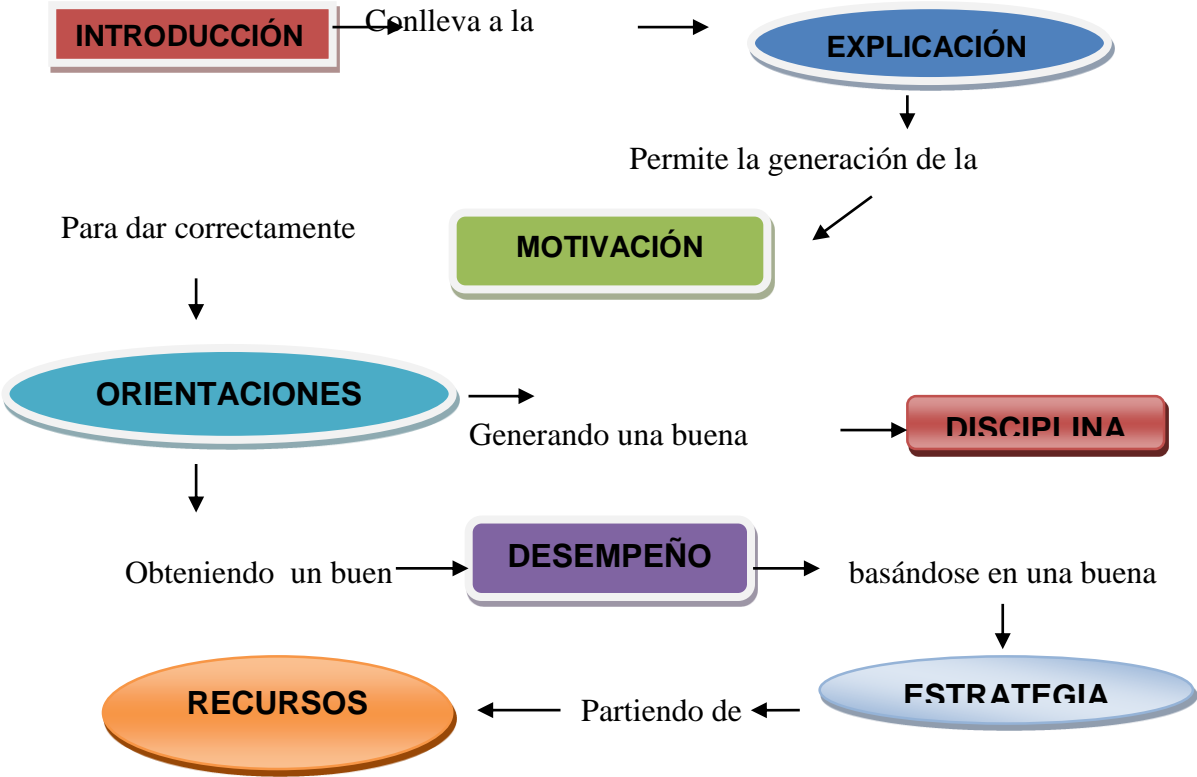 INTRODUCCIÓN
Conlleva a la
EXPLICACIÓN
Permite la generación de la
MOTIVACIÓN
Para dar correctamente
ORIENTACIONES
Generando una buena
DISCIPLINA
Obteniendo un buen
DESEMPEÑO
basándose en una buena
ESTRATEGIA
Partiendo de
RECURSOS